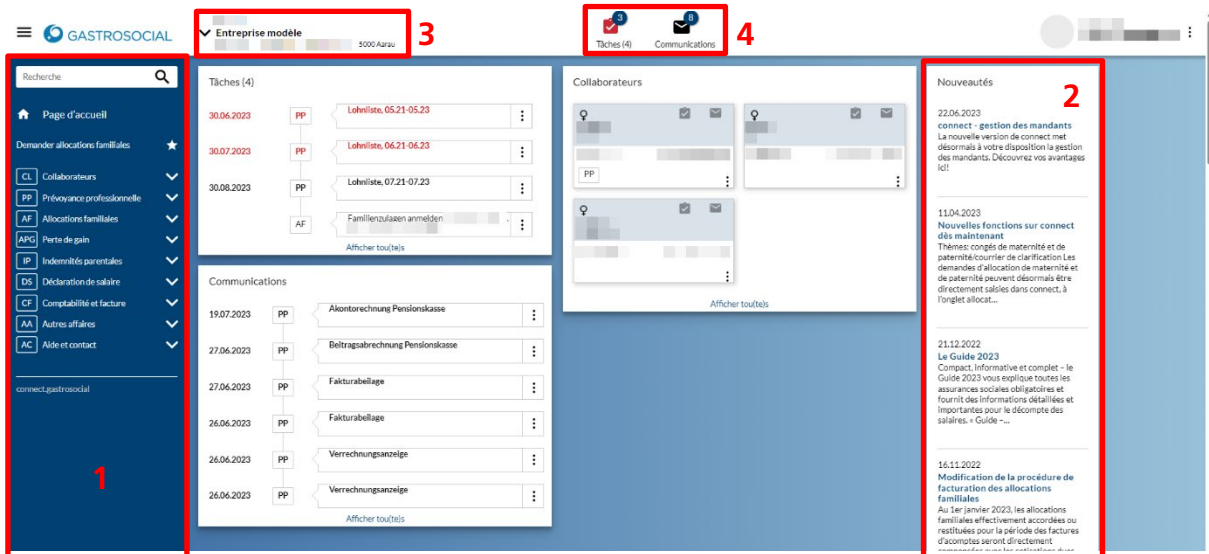 GASTROSOCIAL
Entreprise modèle
5000 Aarau
3
3
8
Tâches (4)
Communications
4
Recherche
Page d'accueil
Demander allocations familiales
CL Collaborateurs
PP Prévoyance professionnelle
AF Allocations familiales
APG Perte de gain
IP Indemnités parentales
DS Déclaration de salaire
CF Comptabilité et facture
AA Autres affaires
AC Aide et contact
connect.gastrosocial
1
Tâches (4)
30.06.2023 PP Lohnliste, 05.21-05.23
30.07.2023 PP Lohnliste, 06.21-06.23
30.08.2023 PP Lohnliste, 07.21-07.23
AF Familienzulagen anmelden
Afficher tou(te)s
Communications
19.07.2023 PP Akontorechnung Pensionskasse
27.06.2023 PP Beitragsabrechnung Pensionskasse
27.06.2023 PP Fakturabeilage
26.06.2023 PP Fakturabeilage
26.06.2023 PP Verrechnungsanzeige
26.06.2023 PP Verrechnungsanzeige
Afficher tou(te)s
Collaborateurs
PP
Afficher tou(te)s
Nouveautés
2
22.06.2023
connect - gestion des mandants
La nouvelle version de connect met
désormais à votre disposition la gestion
des mandants. Découvrez vos avantages
ici!
11.04.2023
Nouvelles fonctions sur connect
dès maintenant
Thèmes: congés de maternité et de
paternité/courrier de clarification Les
demandes d'allocation de maternité et
de paternité peuvent désormais être
directement saisies dans connect, à
l'onglet allocat...
21.12.2022
Le Guide 2023
Compact, informative et complet – le
Guide 2023 vous explique toutes les
assurances sociales obligatoires et
fournit des informations détaillées et
importantes pour le décompte des
salaires. « Guide –...
16.11.2022
Modification de la procédure de
facturation des allocations
familiales
Au 1er janvier 2023, les allocations
familiales effectivement accordées ou
restituées pour la période des factures
d'acomptes seront directement
compensées avec les cotisations dues